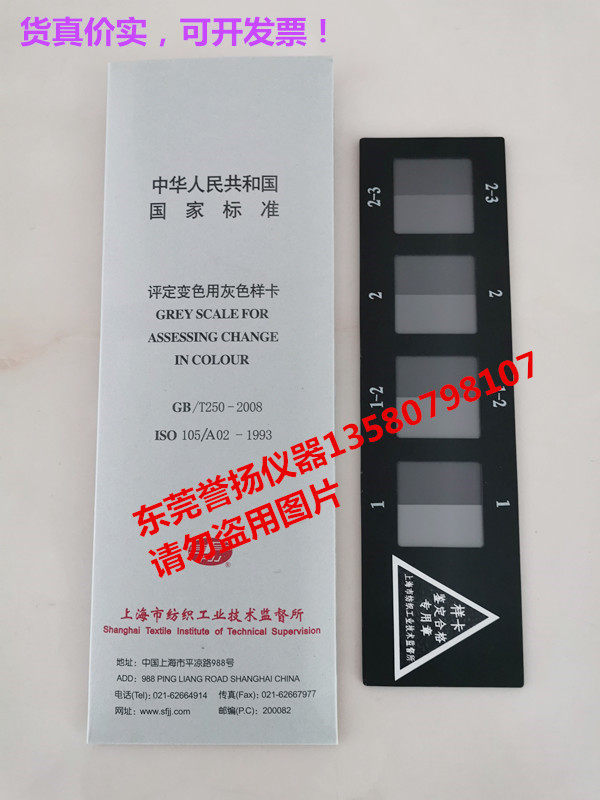 货真价实，可开发票！
中华人民共和国
国家标准
评定变色用灰色样卡
GREY SCALE FOR
ASSESSING CHANGE
IN COLOUR
GB/T250-2008
ISO 105/A02 -1993
东莞誉扬仪器13580798107
请勿盗用图片
上海市纺织工业技术监督所
Shanghai Textile Institute of Technical Supervision
地址: 中国上海市平凉路988号
ADD: 988 PING LIANG ROAD SHANGHAI CHINA
电话(Tel): 021-62664914 传真(Fax): 021-62667977
网址: www.sfjj.com 邮编(P.C): 200082
2-3 2-3
2 2
1-2 -2
1 1
样卡
鉴定合格
专用章
上海市纺织工业技术监督所